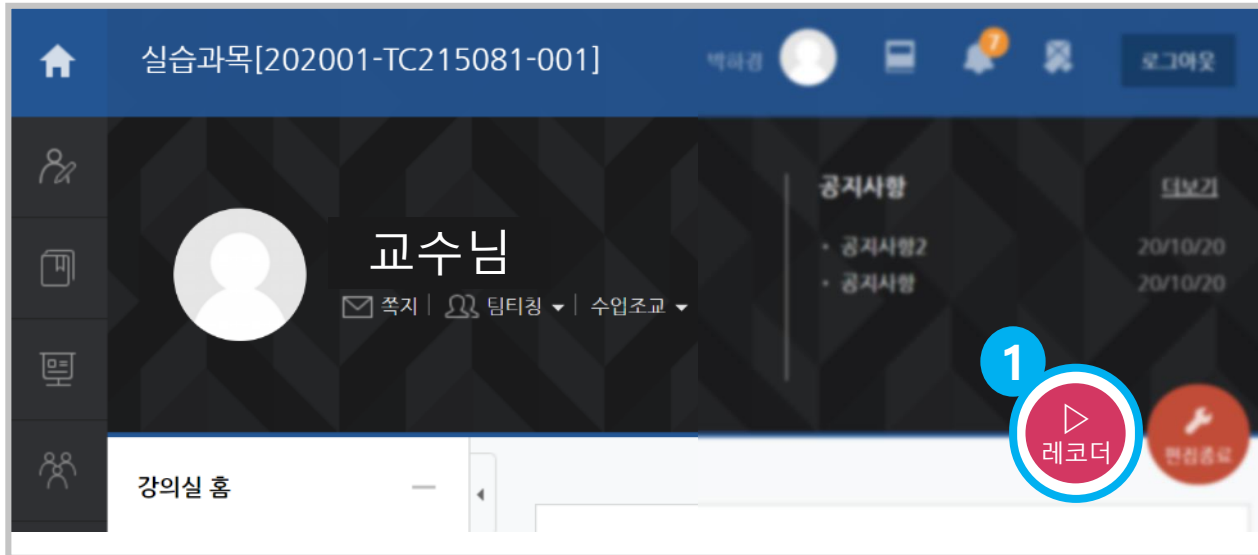 실습과목[202001-TC215081-001]
7
로그아웃
공지사항
더보기
교수님
• 공지사항2
20/10/20
• 공지사항
20/10/20
쪽지
팀티칭
수업조교
1
레코더
편집종료
강의실 홈